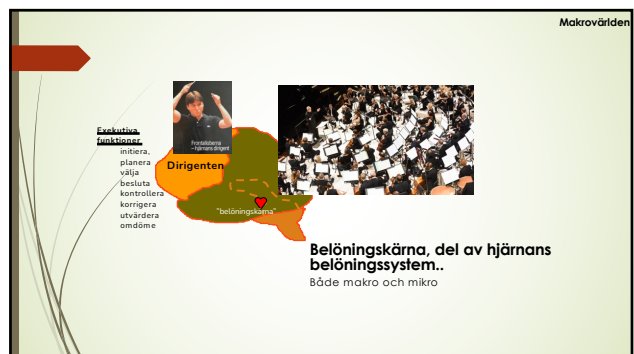 Makrovärlden
Exekutiva
funktioner
initiera,
planera
välja
besluta
kontrollera
korrigera
utvärdera
omdöme
Frontalloberna
–hjärnans dirigent
Dirigenten
"belöningskärna"
Belöningskärna, del av hjärnans
belöningssystem..
Både makro och mikro